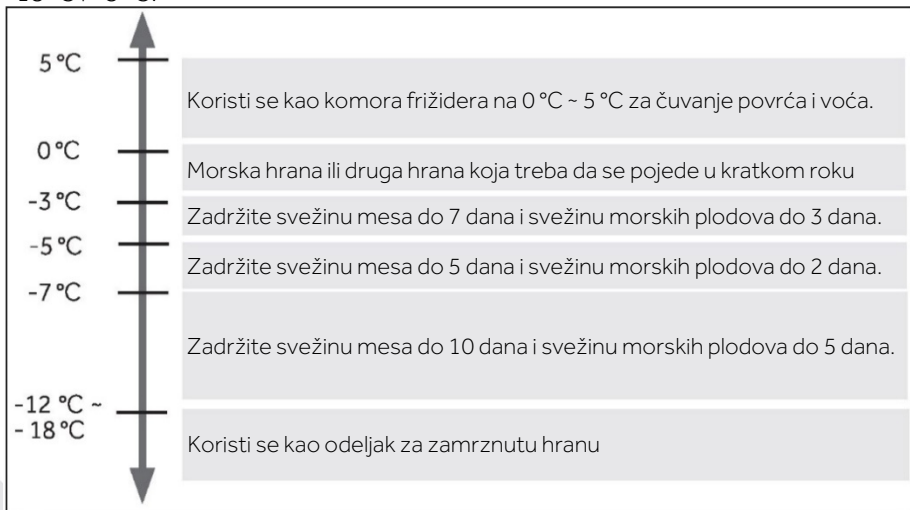 5 °C
Koristi se kao komora frižidera na 0 °C ~ 5 °C za čuvanje povrća i voća.
0 °C
Morska hrana ili druga hrana koja treba da se pojede u kratkom roku
-3 °C
Zadržite svežinu mesa do 7 dana i svežinu morskih plodova do 3 dana.
-5 °C
Zadržite svežinu mesa do 5 dana i svežinu morskih plodova do 2 dana.
-7 °C
Zadržite svežinu mesa do 10 dana i svežinu morskih plodova do 5 dana.
-12 °C ~
- 18 °C
Koristi se kao odeljak za zamrznutu hranu